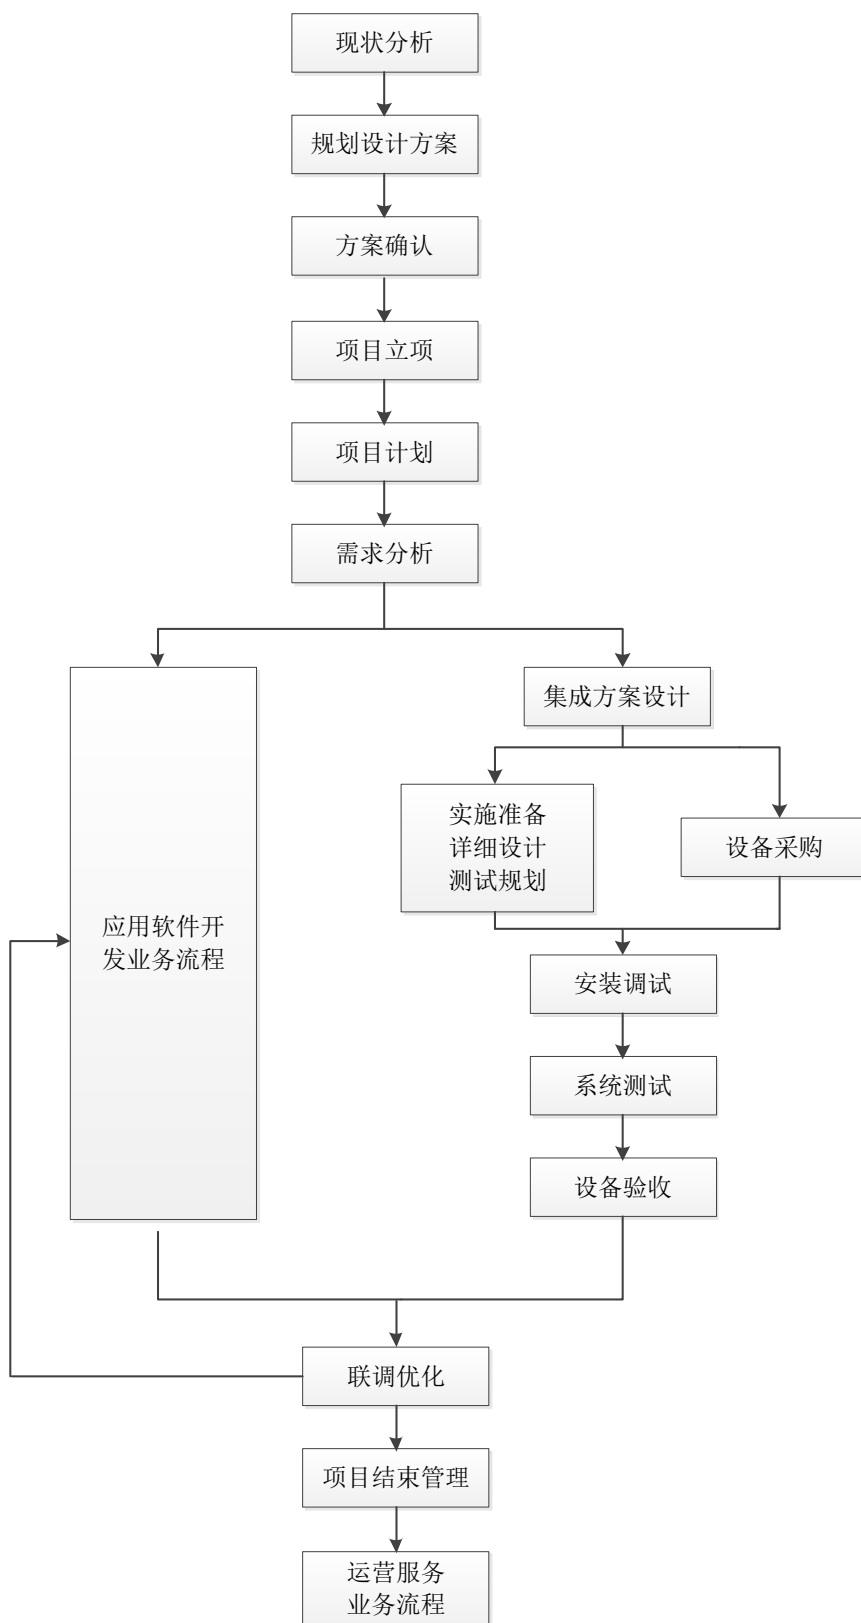 现状分析
规划设计方案
方案确认
项目立项
项目计划
需求分析
集成方案设计
实施准备
详细设计
测试规划
设备采购
应用软件开
发业务流程
安装调试
系统测试
设备验收
联调优化
项目结束管理
运营服务
业务流程